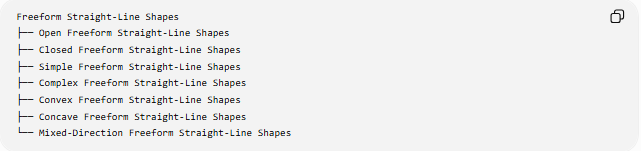 Freeform Straight-Line Shapes
├── Open Freeform Straight-Line Shapes
├── Closed Freeform Straight-Line Shapes
├── Simple Freeform Straight-Line Shapes
├── Complex Freeform Straight-Line Shapes
├── Convex Freeform Straight-Line Shapes
├── Concave Freeform Straight-Line Shapes
└── Mixed-Direction Freeform Straight-Line Shapes